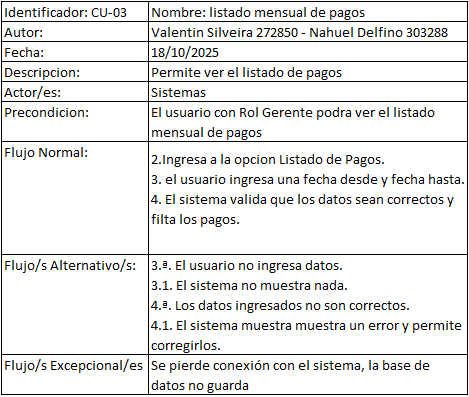 Identificador: CU-03 Nombre: listado mensual de pagos
Autor: Valentin Silveira 272850 - Nahuel Delfino 303288
Fecha: 18/10/2025
Descripcion: Permite ver el listado de pagos
Actor/es: Sistemas
Precondicion: El usuario con Rol Gerente podra ver el listado
mensual de pagos
Flujo Normal:
2.Ingresa a la opcion Listado de Pagos.
3. el usuario ingresa una fecha desde y fecha hasta.
4. El sistema valida que los datos sean correctos y
filta los pagos.
Flujo/s Alternativo/s: 3.ª. El usuario no ingresa datos.
3.1. El sistema no muestra nada.
4.ª. Los datos ingresados no son correctos.
4.1. El sistema muestra muestra un error y permite
corregirlos.
Flujo/s Excepcional/es Se pierde conexión con el sistema, la base de
datos no guarda